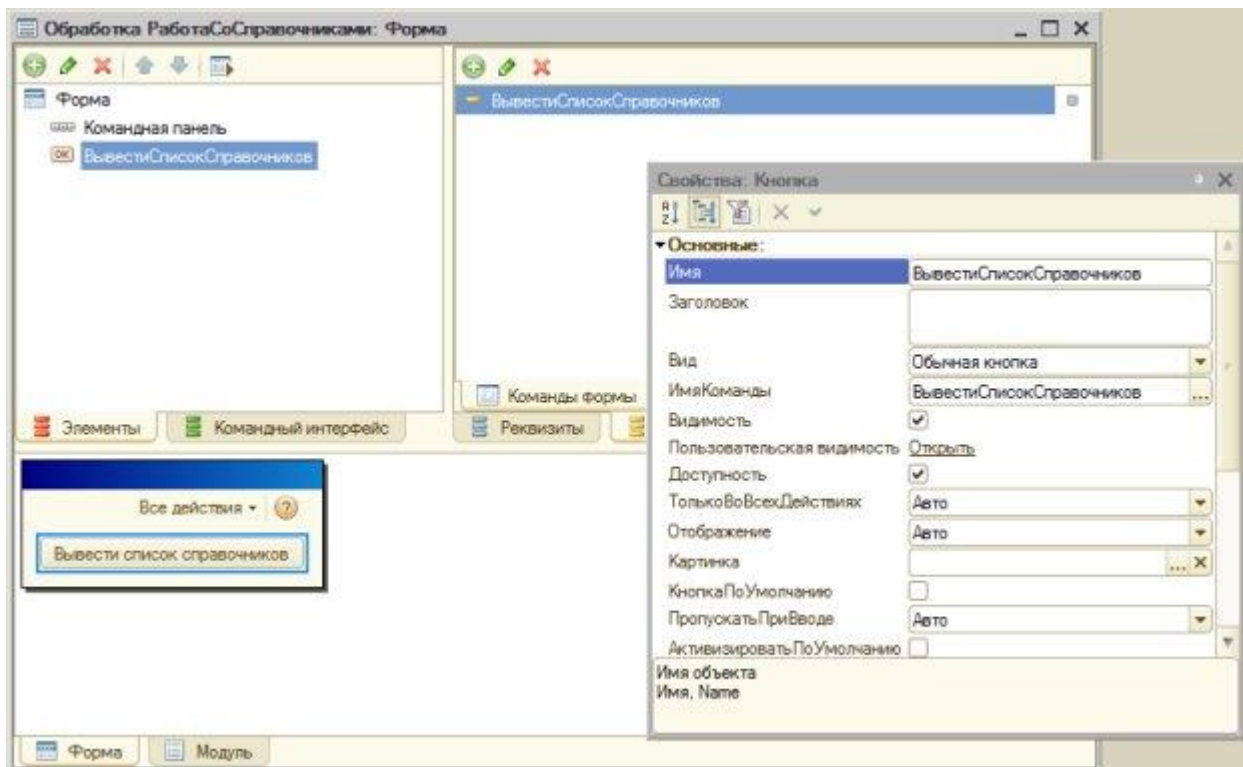 Обработка РаботаСоСправочниками: Форма
Форма
Командная панель
ОК ВывестиСписокСправочников
Элементы
Командный интерфейс
ВывестиСписокСправочников
Команды формы
Реквизиты
Все действия
Вывести список справочников
Форма
Модуль
Свойства: Кнопка
Основные:
Имя ВывестиСписокСправочников
Заголовок
Вид Обычная кнопка
ИмяКоманды ВывестиСписокСправочников ...
Видимость
Пользовательская видимость Открыть
Доступность
ТолькоВоВсехДействиях Авто
Отображение Авто
Картинка ...
КнопкаПоУмолчанию
ПропускатьПриВводе Авто
АктивизироватьПоУмолчанию
Имя объекта
Имя, Name